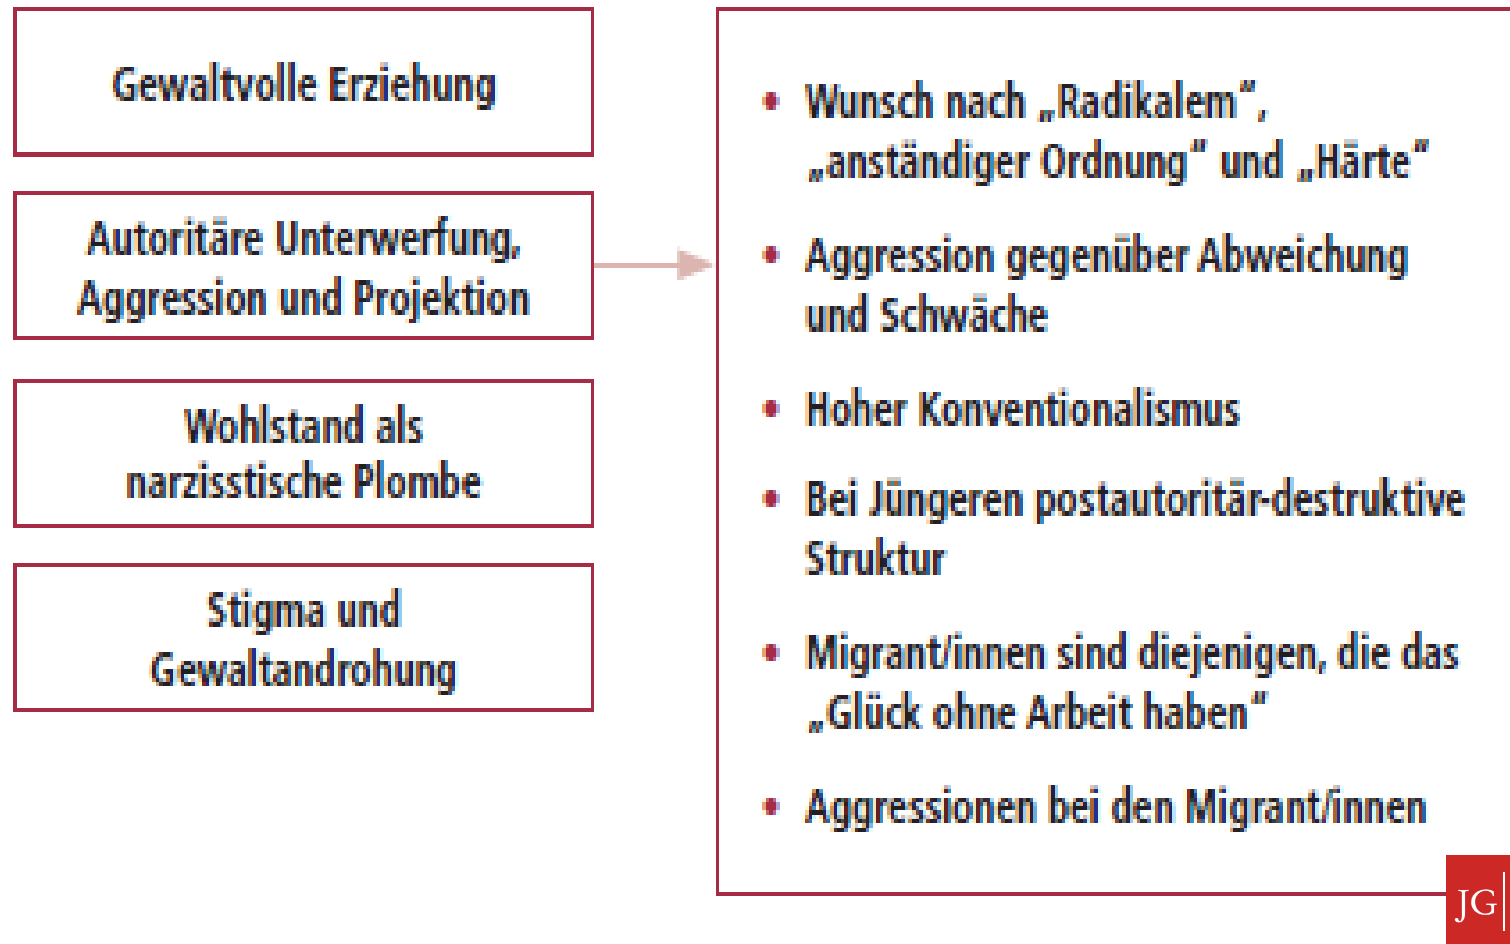 Gewaltvolle Erziehung
Autoritäre Unterwerfung,
Aggression und Projektion
Wohlstand als
narzisstische Plombe
Stigma und
Gewaltandrohung
• Wunsch nach „Radikalem“,
„anständiger Ordnung“ und „Härte“
• Aggression gegenüber Abweichung
und Schwäche
• Hoher Konventionalismus
• Bei Jüngeren postautoritär-destruktive
Struktur
• Migrant/innen sind diejenigen, die das
„Glück ohne Arbeit haben“
• Aggressionen bei den Migrant/innen
JG|